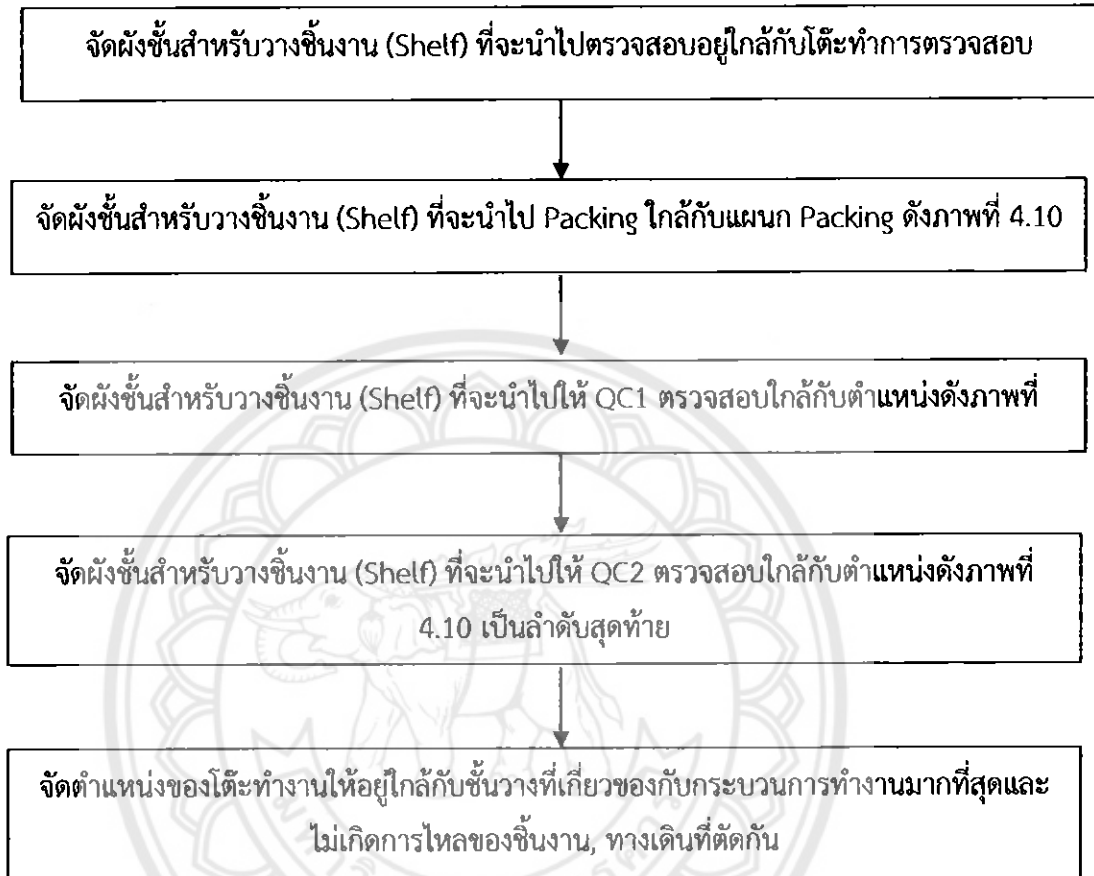 จัดผังชั้นสำหรับวางชิ้นงาน (Shelf) ที่จะนำไปตรวจสอบอยู่ใกล้กับโต๊ะทำการตรวจสอบ
จัดผังชั้นสำหรับวางชิ้นงาน (Shelf) ที่จะนำไป Packing ใกล้กับแผนก Packing ดังภาพที่ 4.10
จัดผังชั้นสำหรับวางชิ้นงาน (Shelf) ที่จะนำไปให้ QC1 ตรวจสอบใกล้กับตำแหน่งดังภาพที่
จัดผังชั้นสำหรับวางชิ้นงาน (Shelf) ที่จะนำไปให้ QC2 ตรวจสอบใกล้กับตำแหน่งดังภาพที่
4.10 เป็นลำดับสุดท้าย
จัดตำแหน่งของโต๊ะทำงานให้อยู่ใกล้กับชั้นวางที่เกี่ยวของกับกระบวนการทำงานมากที่สุดและ
ไม่เกิดการไหลของชิ้นงาน, ทางเดินที่ตัดกัน